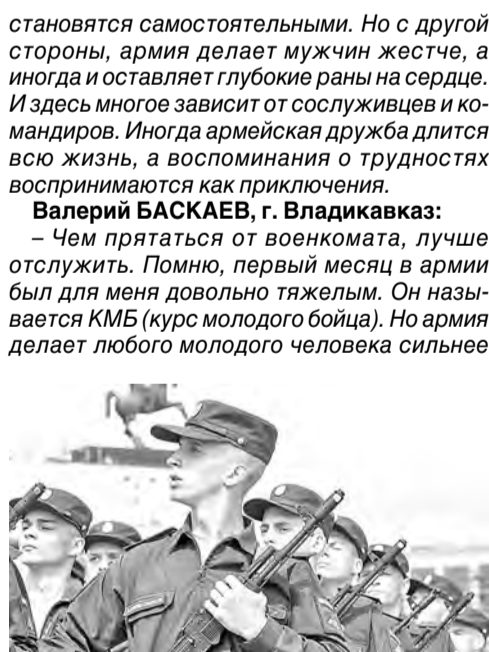 становятся самостоятельными. Но с другой
стороны, армия делает мужчин жестче, а
иногда и оставляет глубокие раны на сердце.
И здесь многое зависит от сослуживцев и ко-
мандиров. Иногда армейская дружба длится
всю жизнь, а воспоминания о трудностях
воспринимаются как приключения.
Валерий БАСКАЕВ, г. Владикавказ:
– Чем прятаться от военкомата, лучше
отслужить. Помню, первый месяц в армии
был для меня довольно тяжелым. Он назы-
вается КМБ (курс молодого бойца). Но армия
делает любого молодого человека сильнее